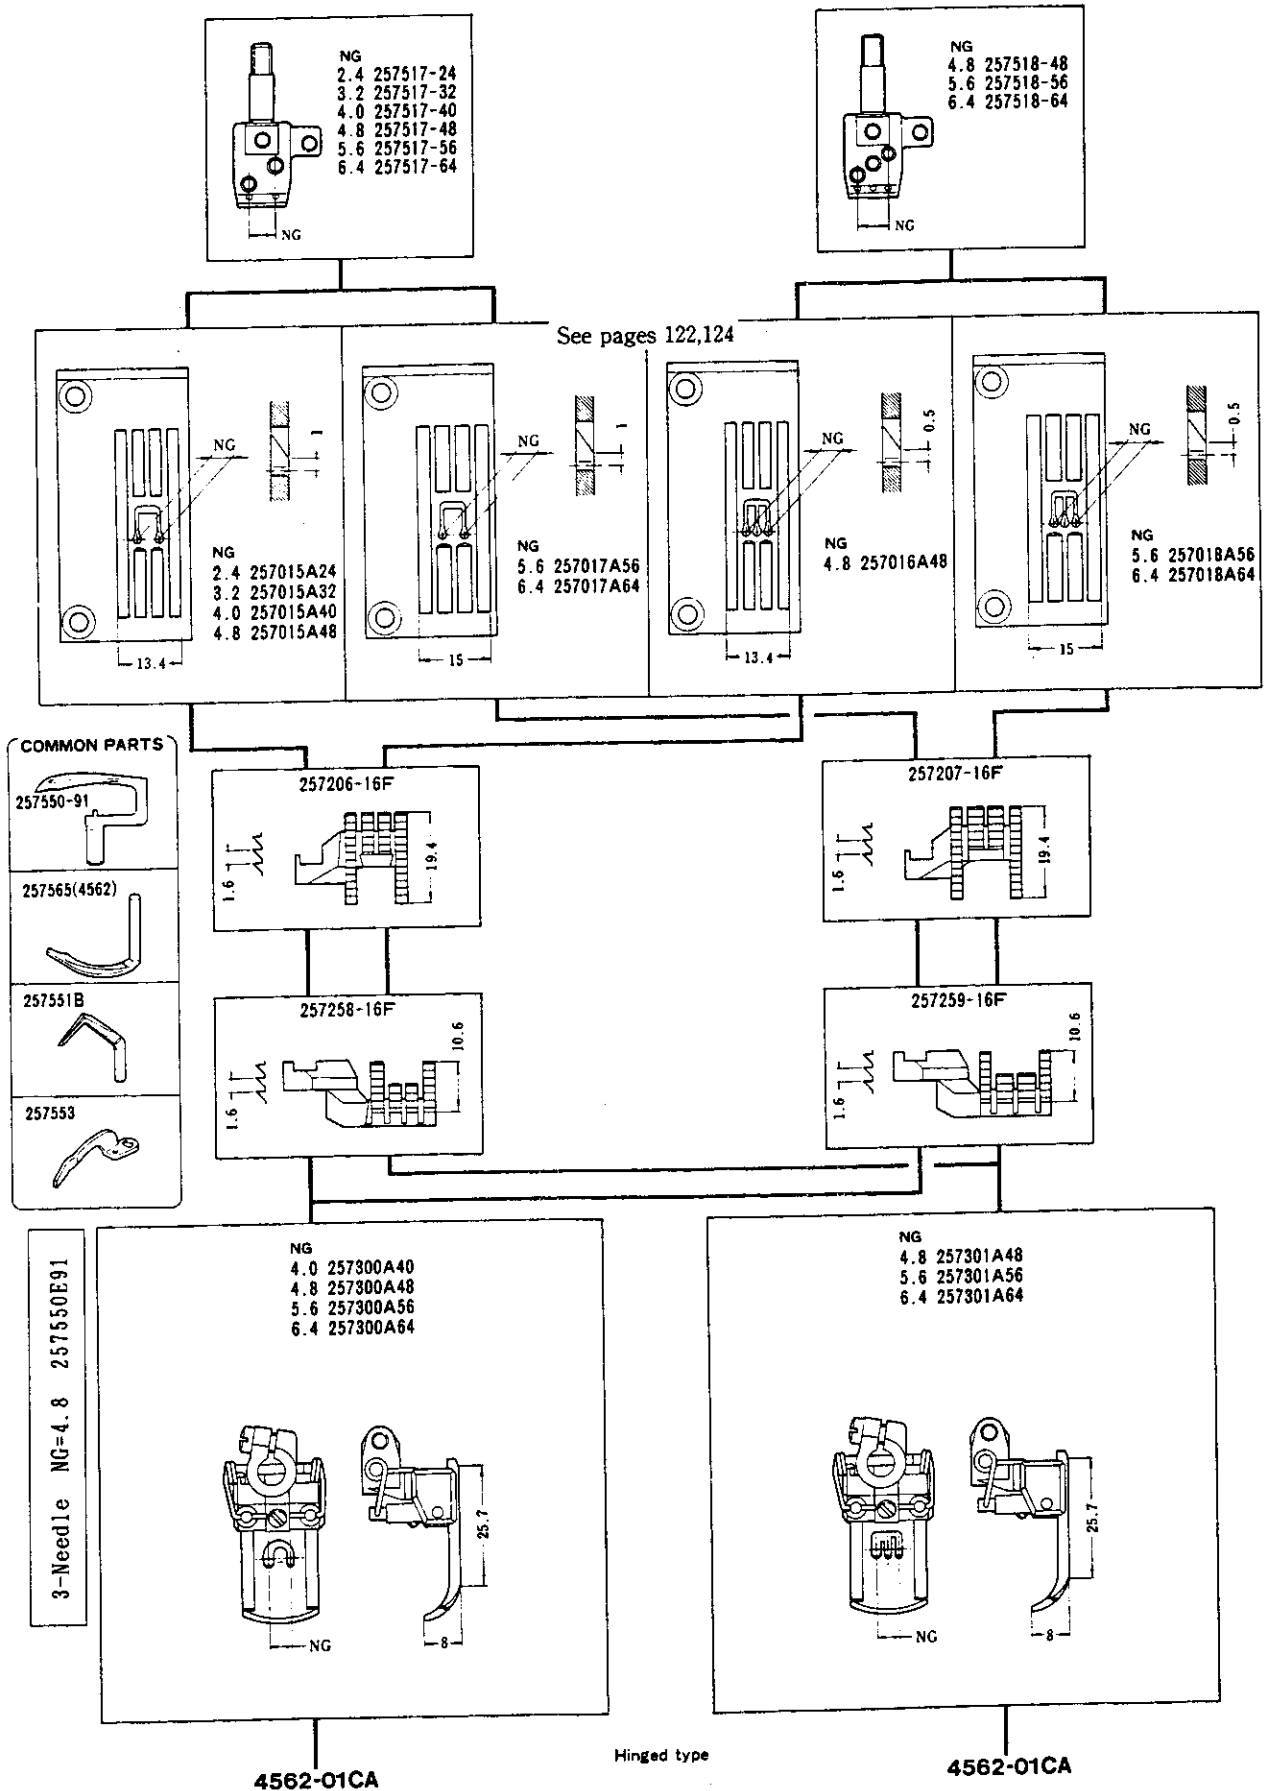 NG
2.4 257517-24
3.2 257517-32
4.0 257517-40
4.8 257517-48
5.6 257517-56
6.4 257517-64
NG
NG
4.8 257518-48
5.6 257518-56
6.4 257518-64
NG
See pages 122,124
NG
1
NG
2.4 257015A24
3.2 257015A32
4.0 257015A40
4.8 257015A48
13.4
NG
1
NG
5.6 257017A56
6.4 257017A64
15
NG
0.5
NG
4.8 257016A48
13.4
NG
0.5
NG
5.6 257018A56
6.4 257018A64
15
COMMON PARTS
257550-91
257565(4562)
257551B
257553
257206-16F
1.6
19.4
257207-16F
1.6
19.4
257258-16F
1.6
10.6
257259-16F
1.6
10.6
3-Needle NG=4.8 257550E91
NG
4.0 257300A40
4.8 257300A48
5.6 257300A56
6.4 257300A64
25.7
NG
8
NG
4.8 257301A48
5.6 257301A56
6.4 257301A64
25.7
NG
8
4562-01CA
Hinged type
4562-01CA